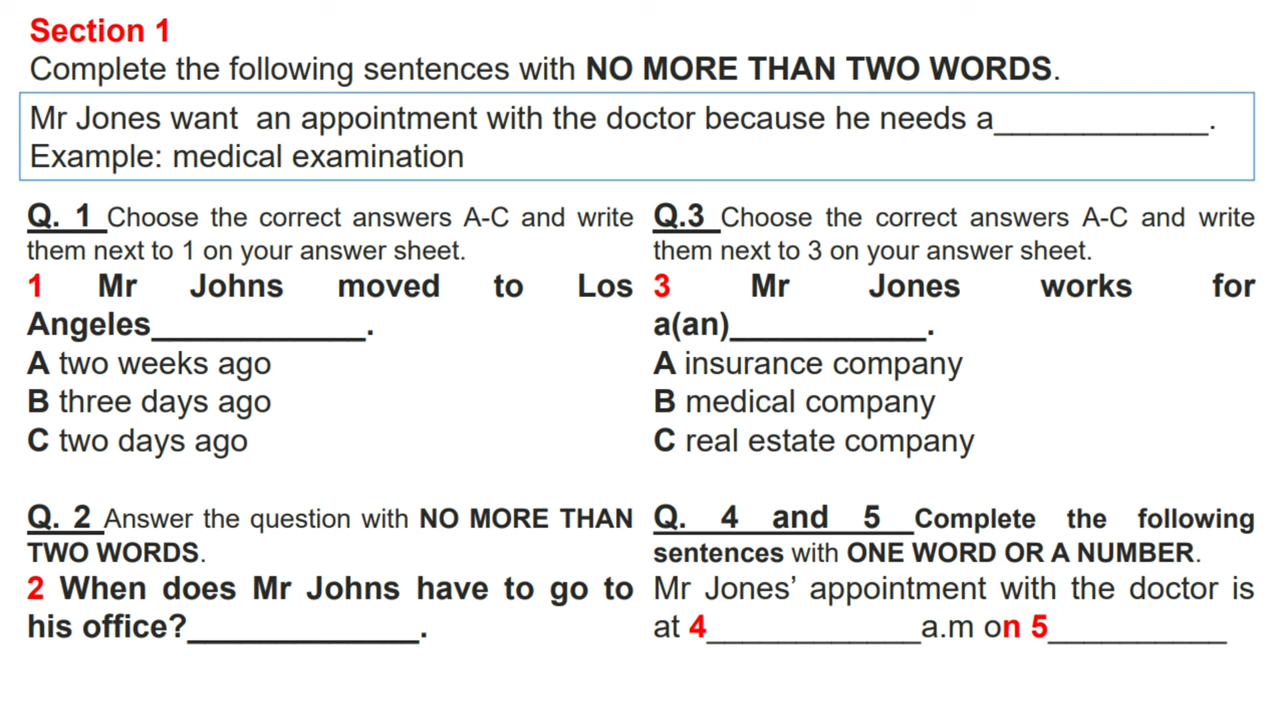 Section 1
Complete the following sentences with NO MORE THAN TWO WORDS.
Mr Jones want  an appointment with the doctor because he needs a____________.
Example: medical examination
Q. 1 Choose the correct answers A-C and write
them next to 1 on your answer sheet.
1 Mr Johns moved to Los
Angeles____________.
A two weeks ago
B three days ago
C two days ago
Q. 2 Answer the question with NO MORE THAN
TWO WORDS.
2 When does Mr Johns have to go to
his office?_____________.
Q.3 Choose the correct answers A-C and write
them next to 3 on your answer sheet.
3 Mr Jones works for
a(an)___________.
A insurance company
B medical company
C real estate company
Q. 4 and 5 Complete the following
sentences with ONE WORD OR A NUMBER.
Mr Jones’ appointment with the doctor is
at 4____________a.m on 5__________